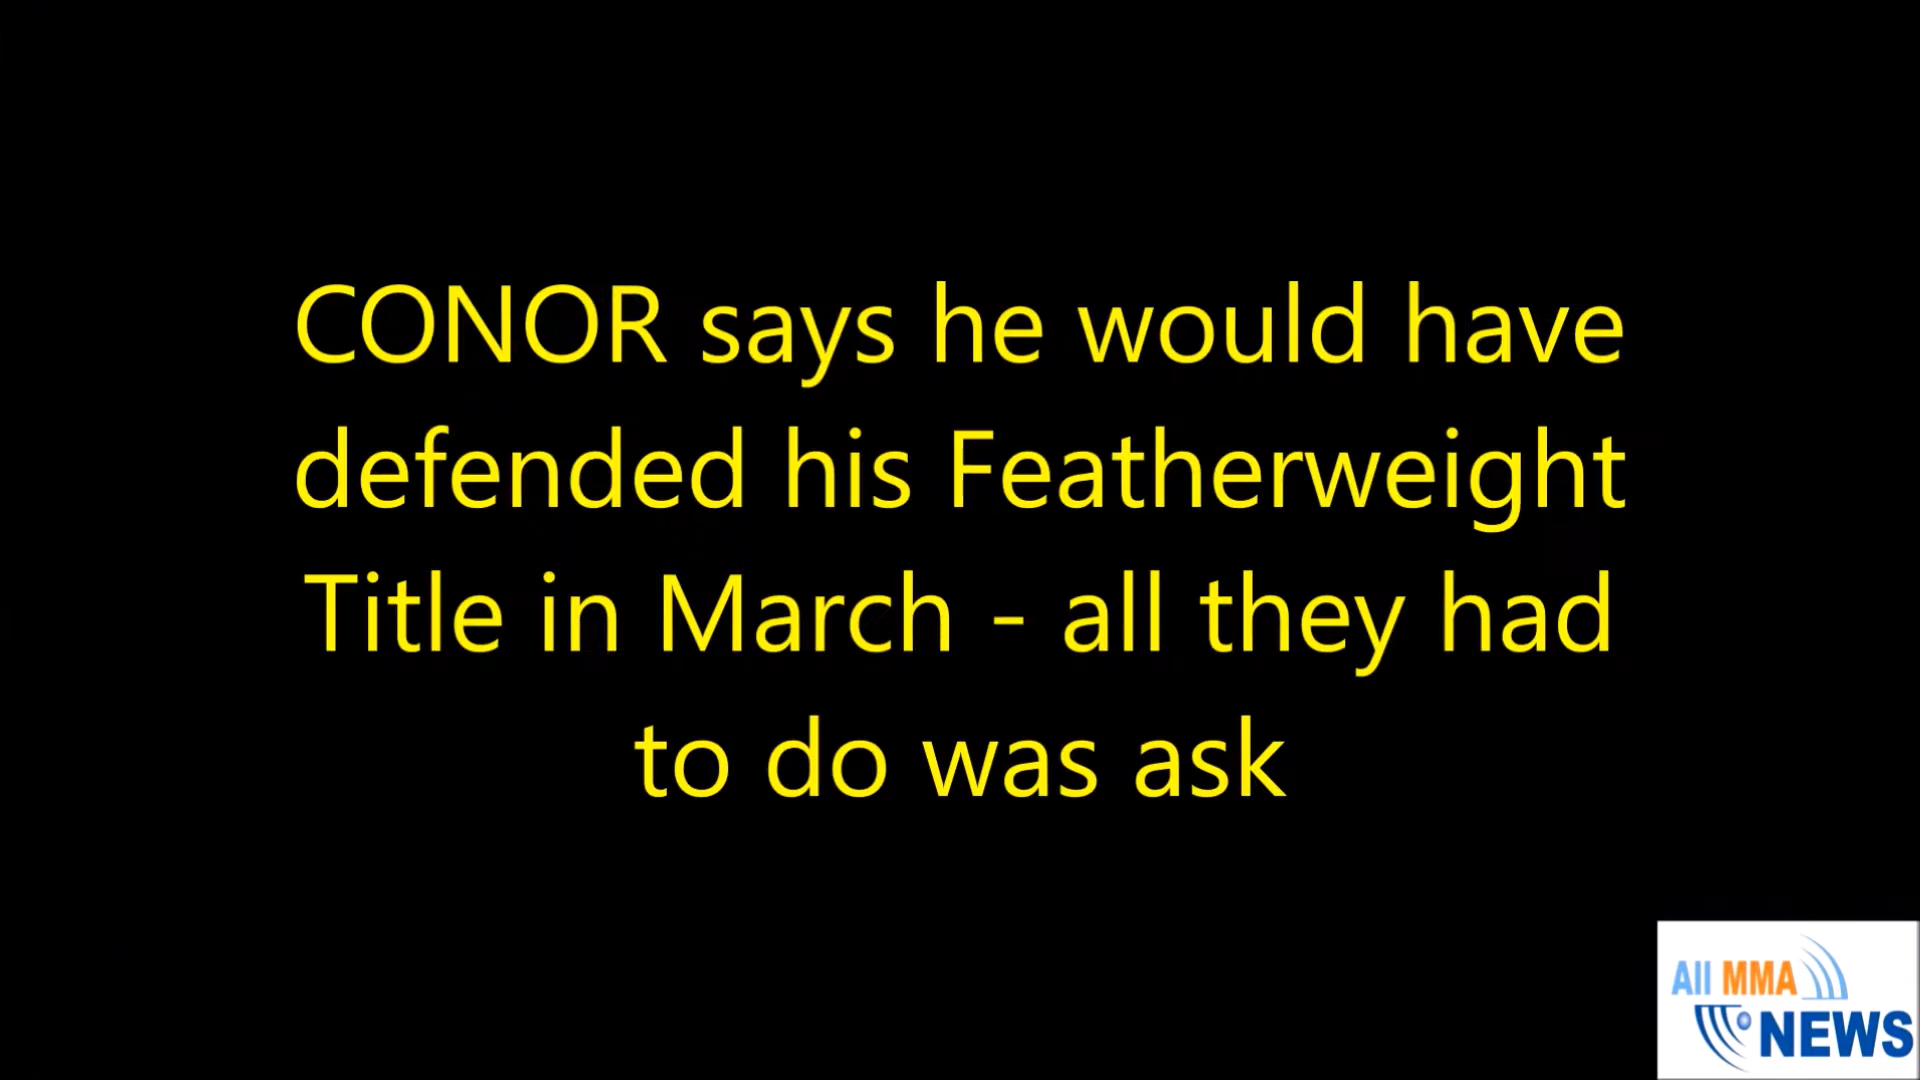 CONOR says he would have
defended his Featherweight
Title in March - all they had
to do was ask
All MMA
NEWS